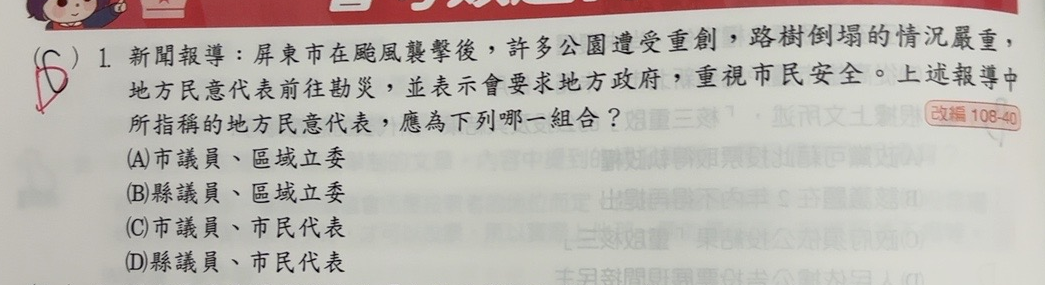 ( C ) 1. 新聞報導：屏東市在颱風襲擊後，許多公園遭受重創，路樹倒塌的情況嚴重，
D
地方民意代表前往勘災，並表示會要求地方政府，重視市民安全。上述報導中
所指稱的地方民意代表，應為下列哪一組合？
改編 108-40
(A)市議員、區域立委
(B)縣議員、區域立委
(C)市議員、市民代表
(D)縣議員、市民代表